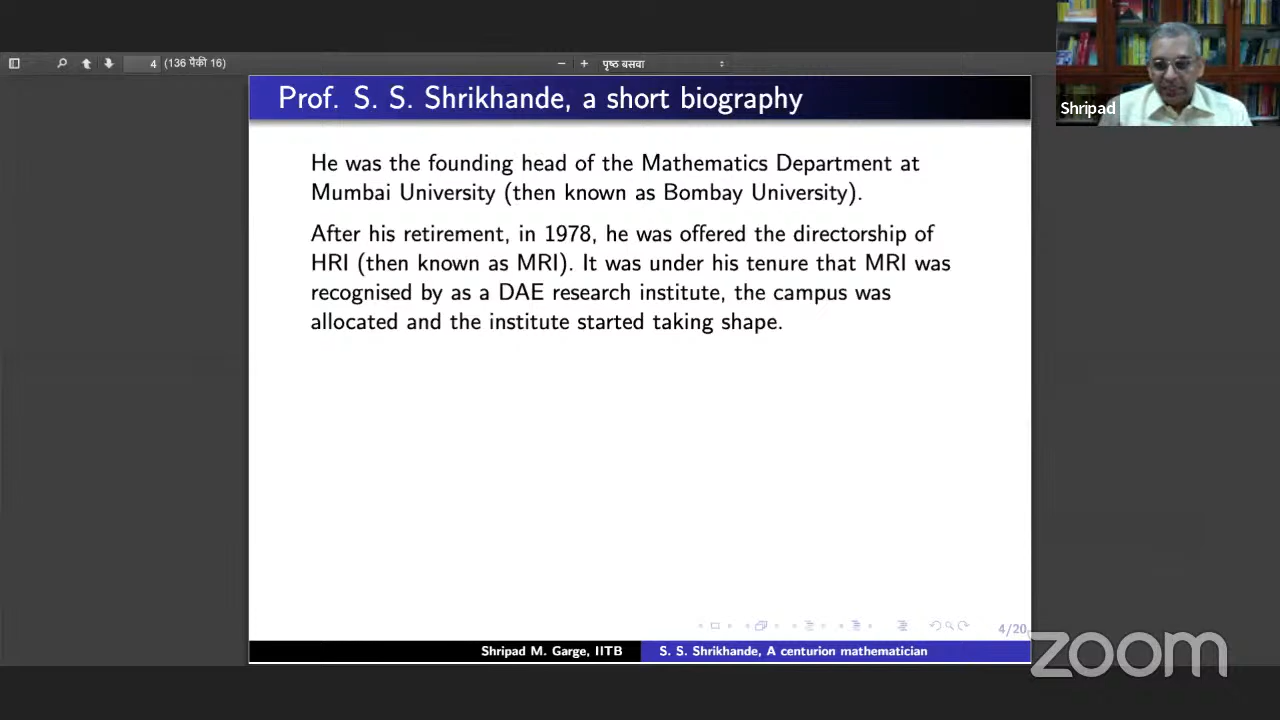 4 (136 पैकी 16)
पृष्ठ बसवा
Shripad
Prof. S. S. Shrikhande, a short biography
He was the founding head of the Mathematics Department at
Mumbai University (then known as Bombay University).
After his retirement, in 1978, he was offered the directorship of
HRI (then known as MRI). It was under his tenure that MRI was
recognised by as a DAE research institute, the campus was
allocated and the institute started taking shape.
4/20
Shripad M. Garge, IITB
S. S. Shrikhande, A centurion mathematician
zoom